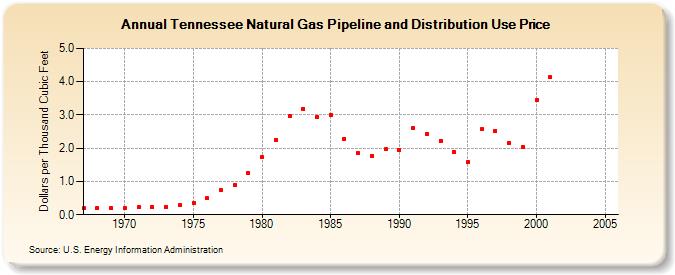 Annual Tennessee Natural Gas Pipeline and Distribution Use Price
Dollars per Thousand Cubic Feet
5.0
4.0
3.0
2.0
1.0
0.0
1970 1975 1980 1985 1990 1995 2000 2005
Source: U.S. Energy Information Administration